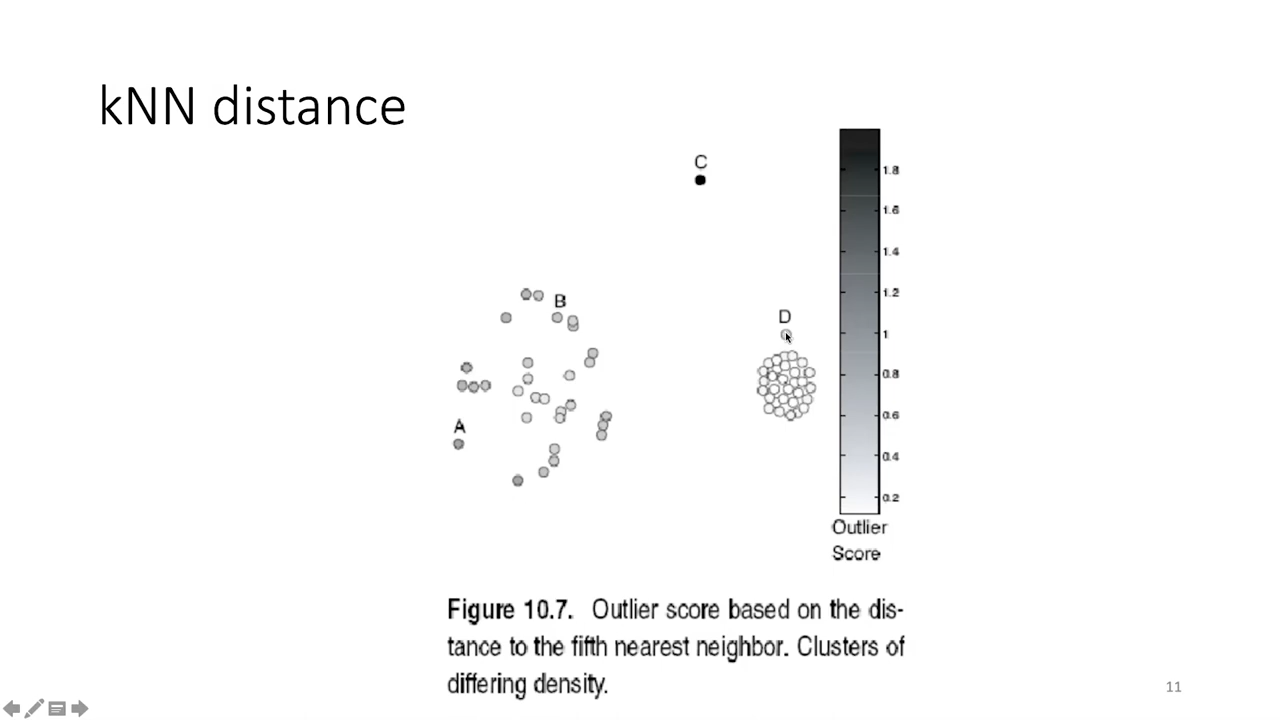 kNN distance
C
1.8
1.6
1.4
1.2
B
D
1
0.8
A
0.6
0.4
0.2
Outlier
Score
Figure 10.7. Outlier score based on the dis-
tance to the fifth nearest neighbor. Clusters of
differing density.
11